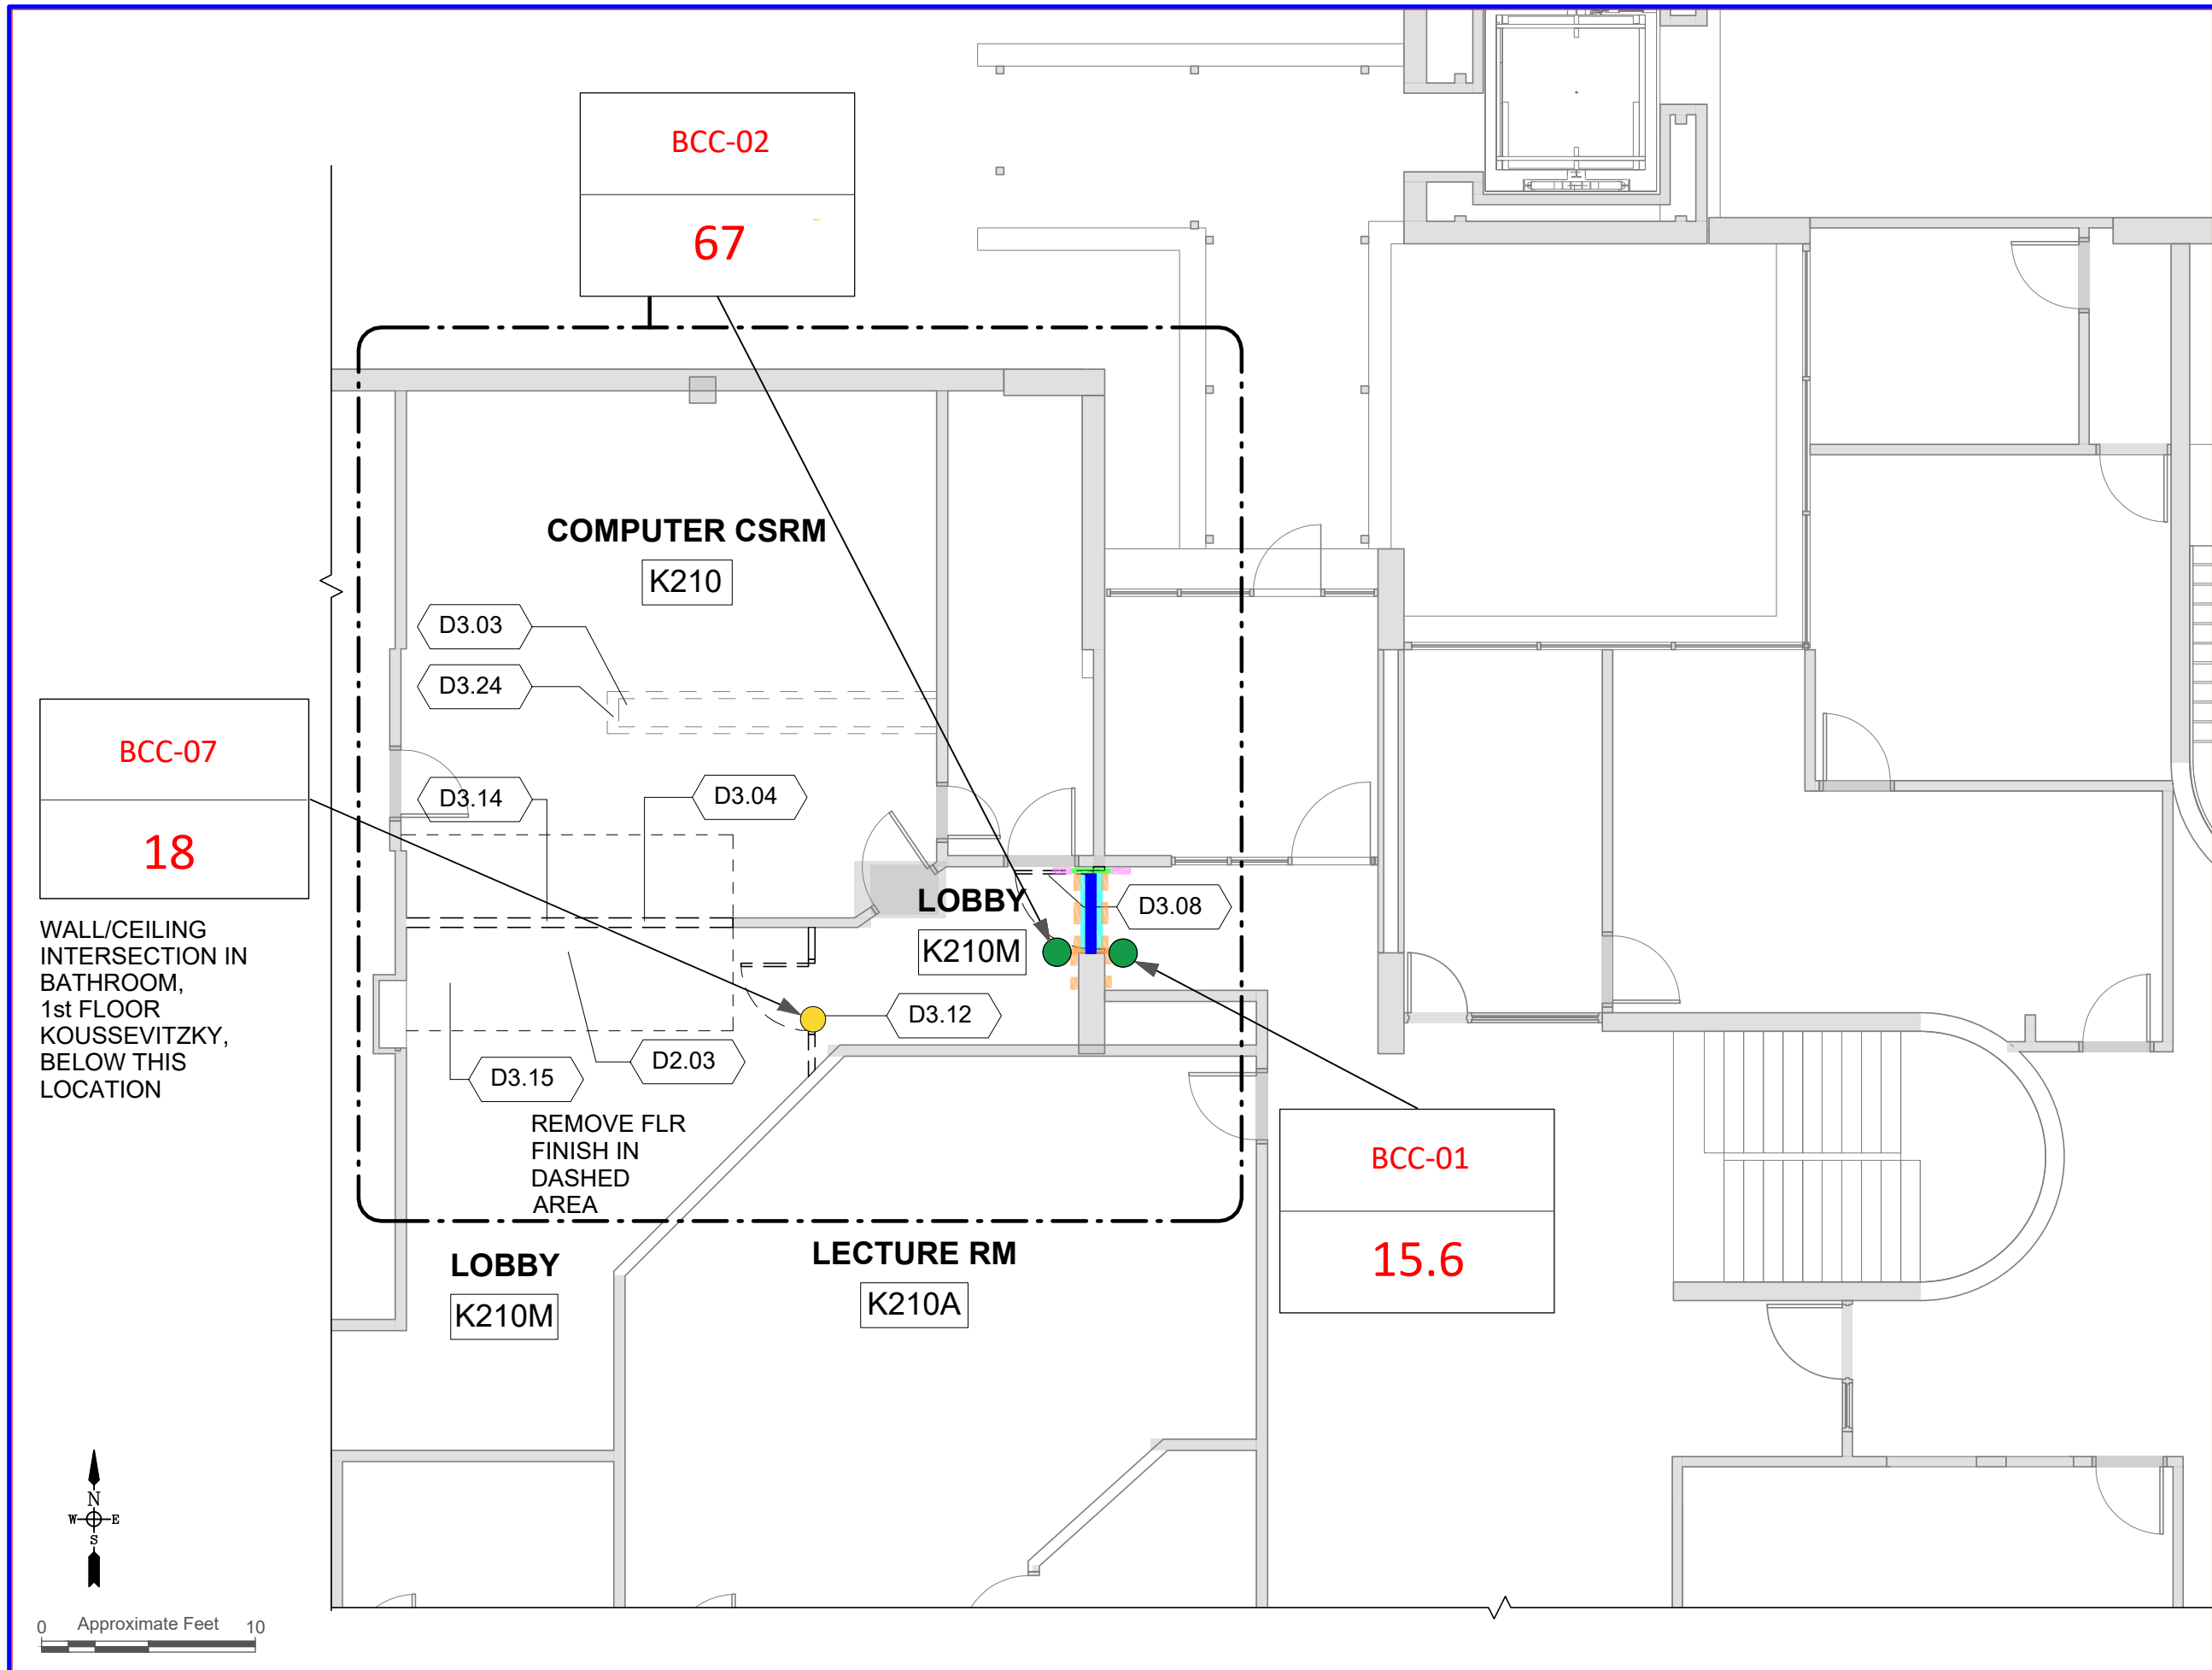 BCC-02
67
COMPUTER CSRM
K210
D3.03
D3.24
BCC-07
18
D3.14
D3.04
WALL/CEILING
INTERSECTION IN
BATHROOM,
1st FLOOR
KOUSSEVITZKY,
BELOW THIS
LOCATION
LOBBY
K210M
D3.08
D3.12
D2.03
D3.15
REMOVE FLR
FINISH IN
DASHED
AREA
BCC-01
15.6
LOBBY
K210M
LECTURE RM
K210A
N
W E
S
0 Approximate Feet 10